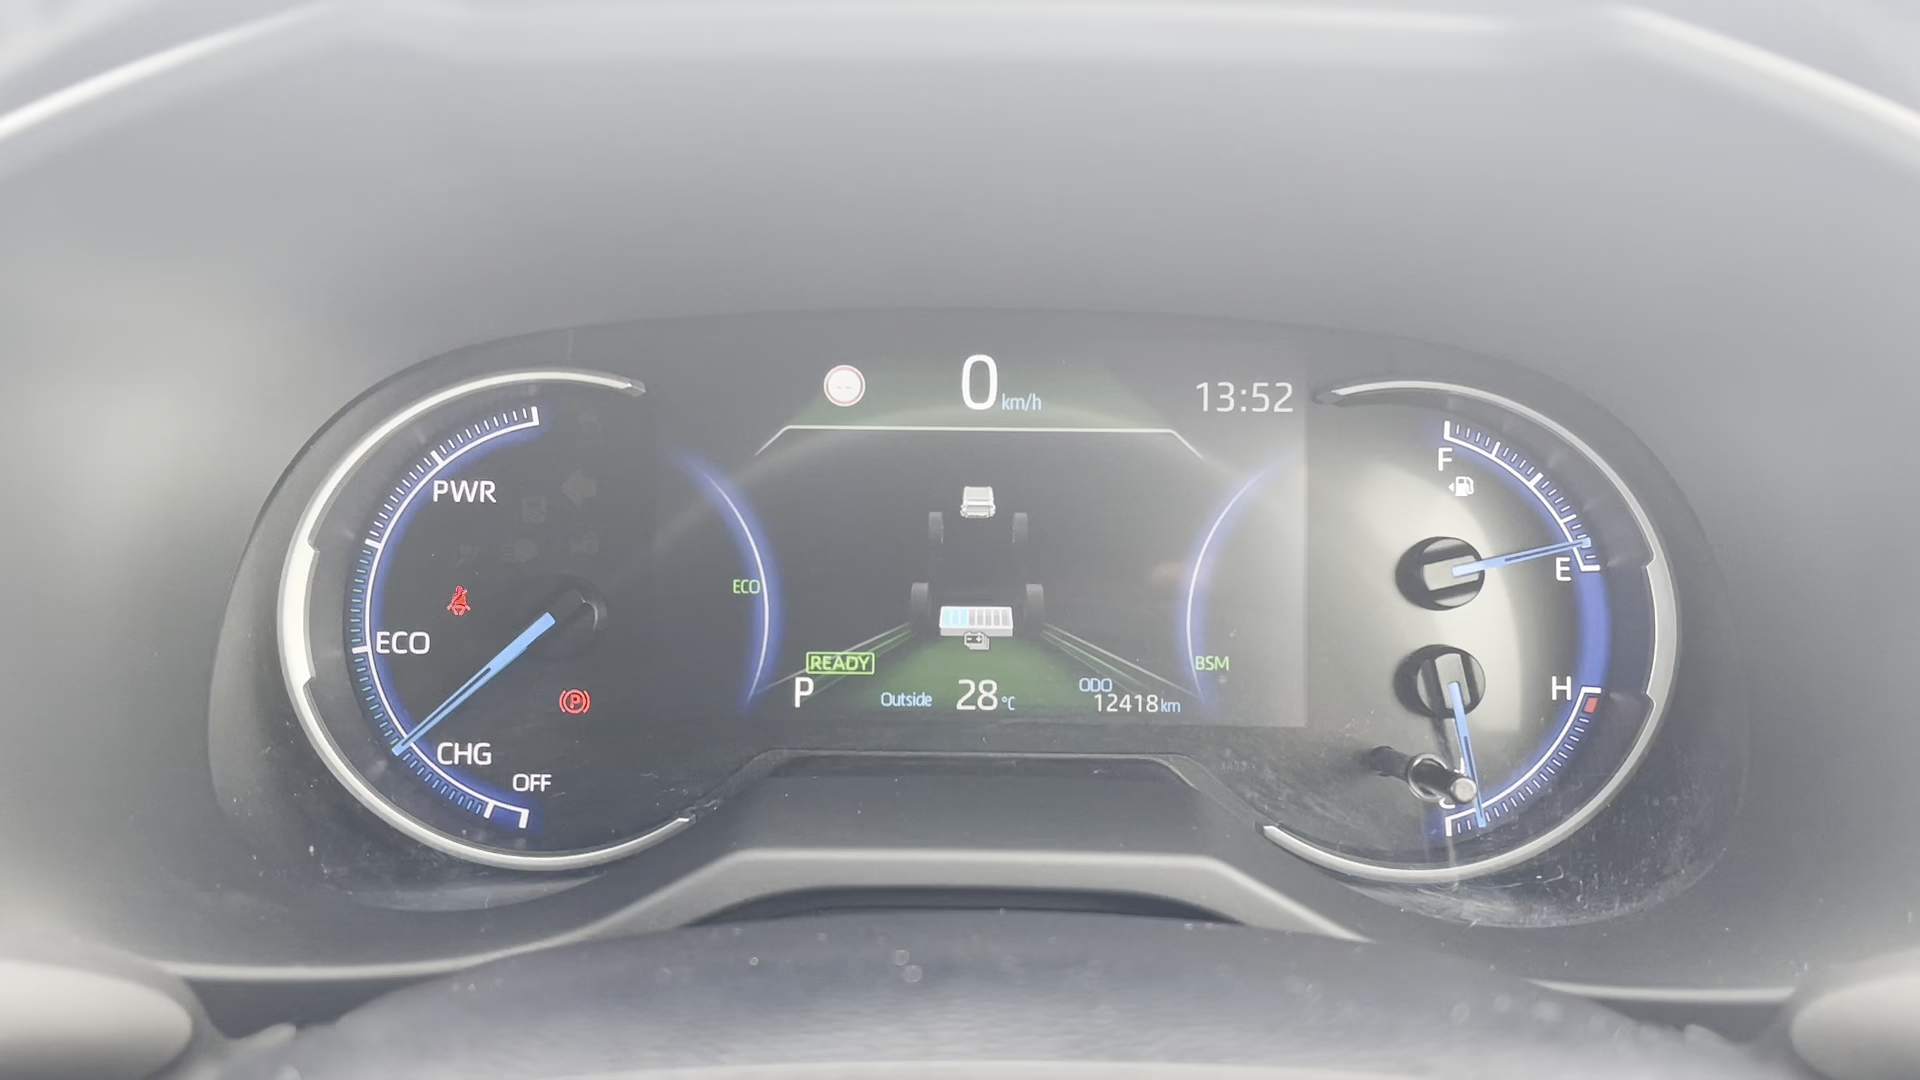 0 km/h
13:52
PWR
ECO
CHG
OFF
ECO
READY
P
Outside 28 °C
ODO
12418 km
BSM
F
E
H